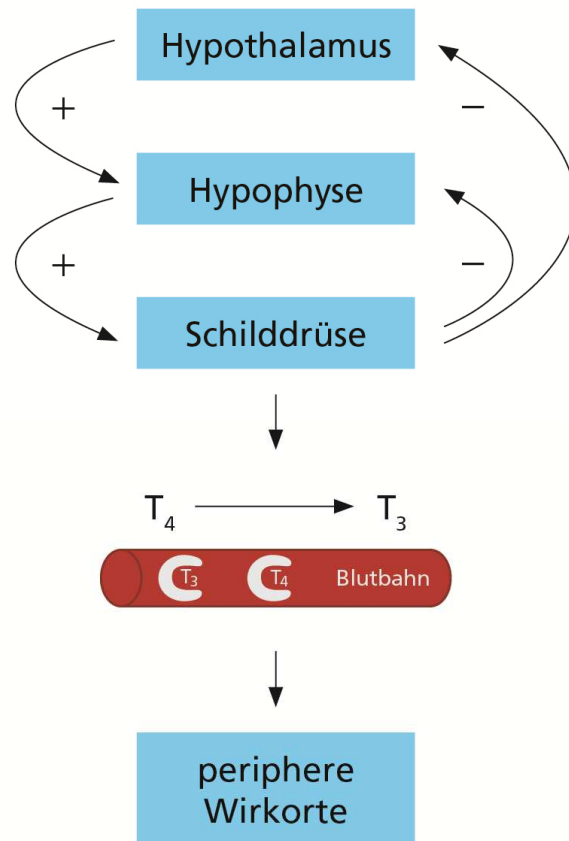 Hypothalamus
+
−
Hypophyse
+
−
Schilddrüse
T₄
T₃
T₃
T₄
Blutbahn
periphere
Wirkorte